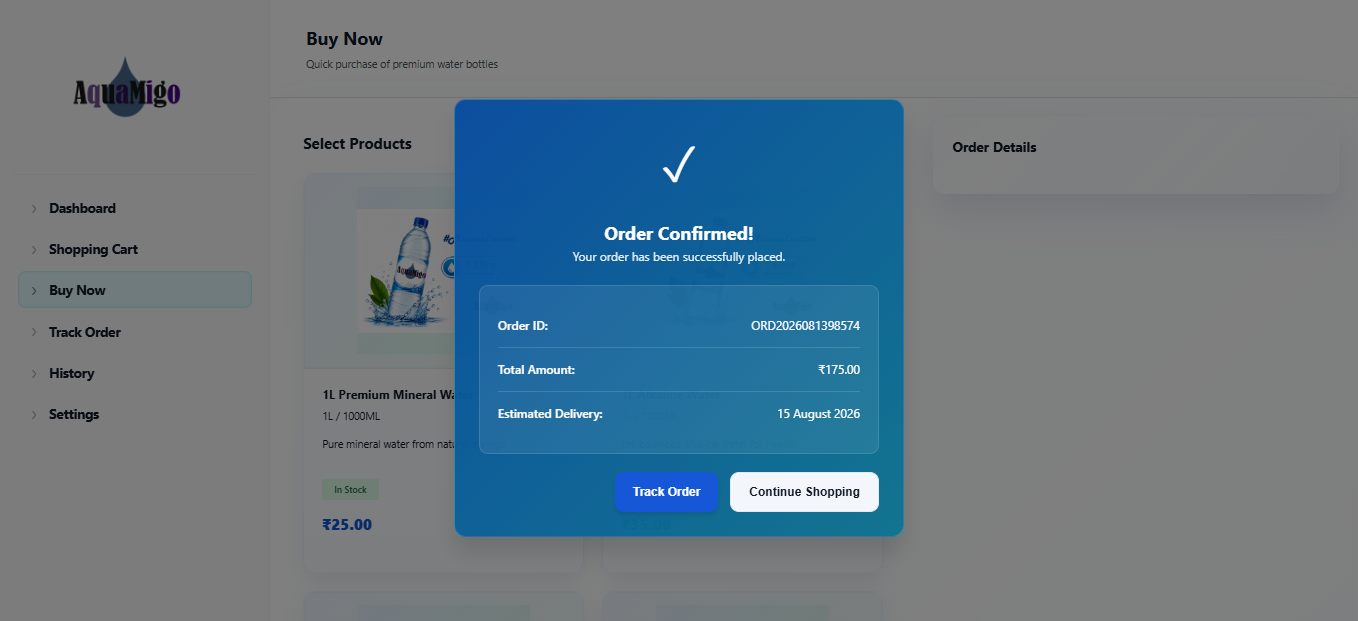 AquaMigo
Dashboard
Shopping Cart
Buy Now
Track Order
History
Settings
Buy Now
Quick purchase of premium water bottles
Select Products
AquaMigo
1L Premium Mineral Wa
1L / 1000ML
Pure mineral water from natu
In Stock
₹25.00
Order Confirmed!
Your order has been successfully placed.
Order ID: ORD2026081398574
Total Amount: ₹175.00
Estimated Delivery: 15 August 2026
Track Order
Continue Shopping
Order Details